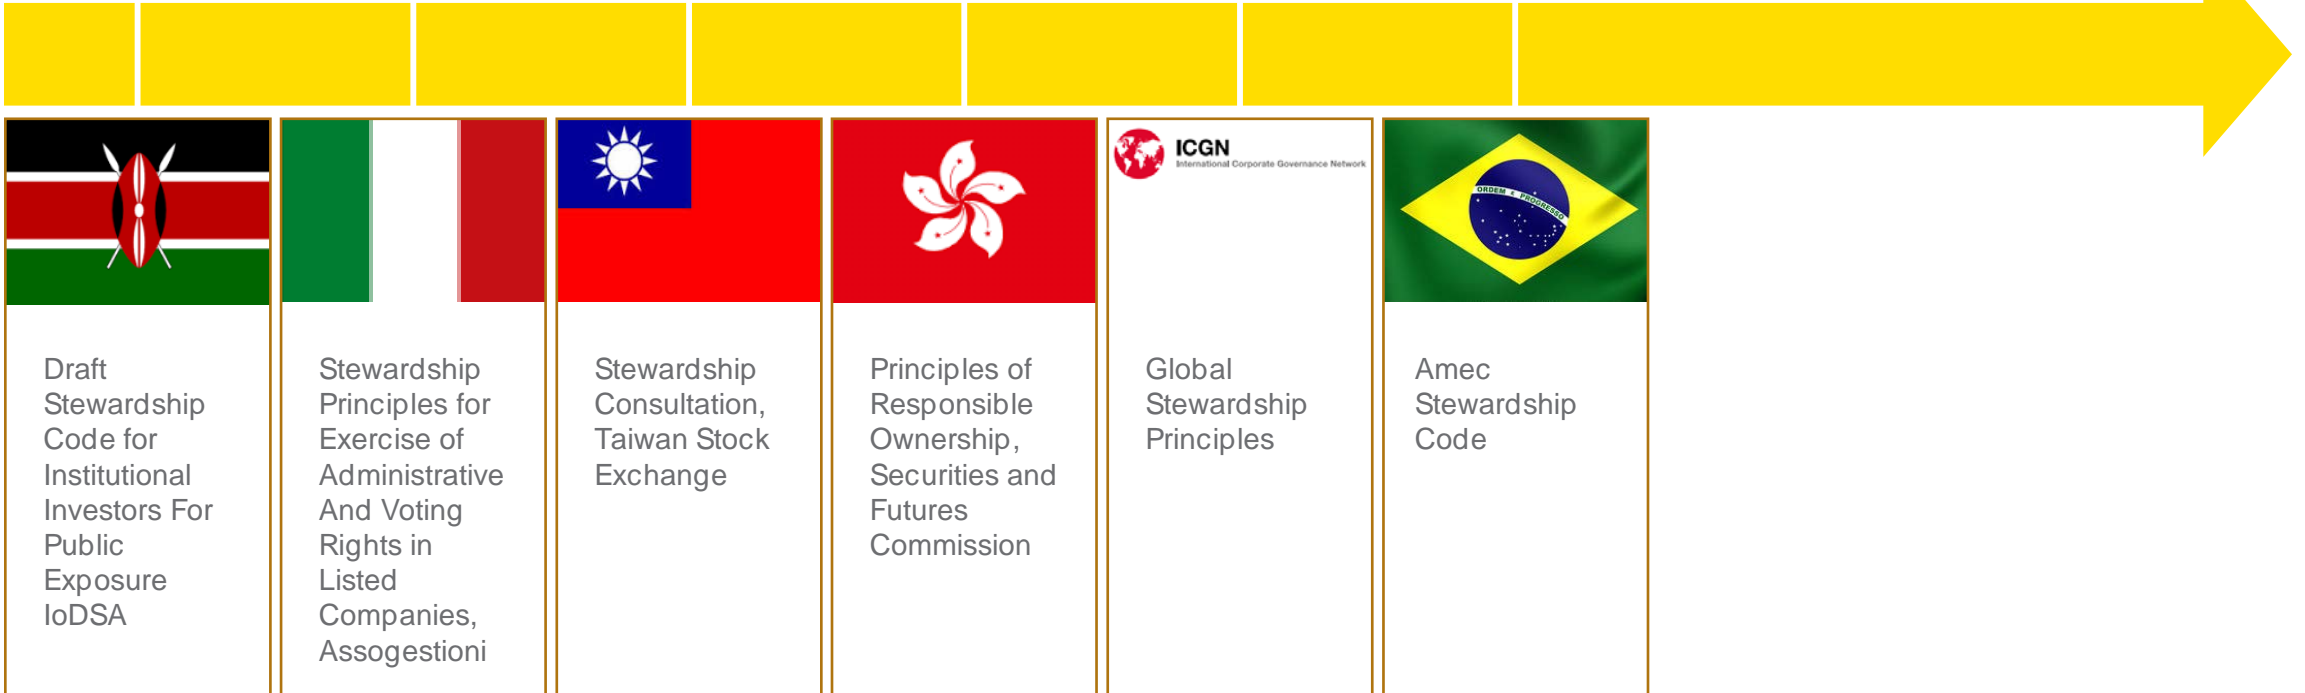 Draft
Stewardship
Code for
Institutional
Investors For
Public
Exposure
IoDSA
Stewardship
Principles for
Exercise of
Administrative
And Voting
Rights in
Listed
Companies,
Assogestioni
Stewardship
Consultation,
Taiwan Stock
Exchange
Principles of
Responsible
Ownership,
Securities and
Futures
Commission
ICGN
International Corporate Governance Network
Global
Stewardship
Principles
ORDEM E PROGRESSO
Amec
Stewardship
Code